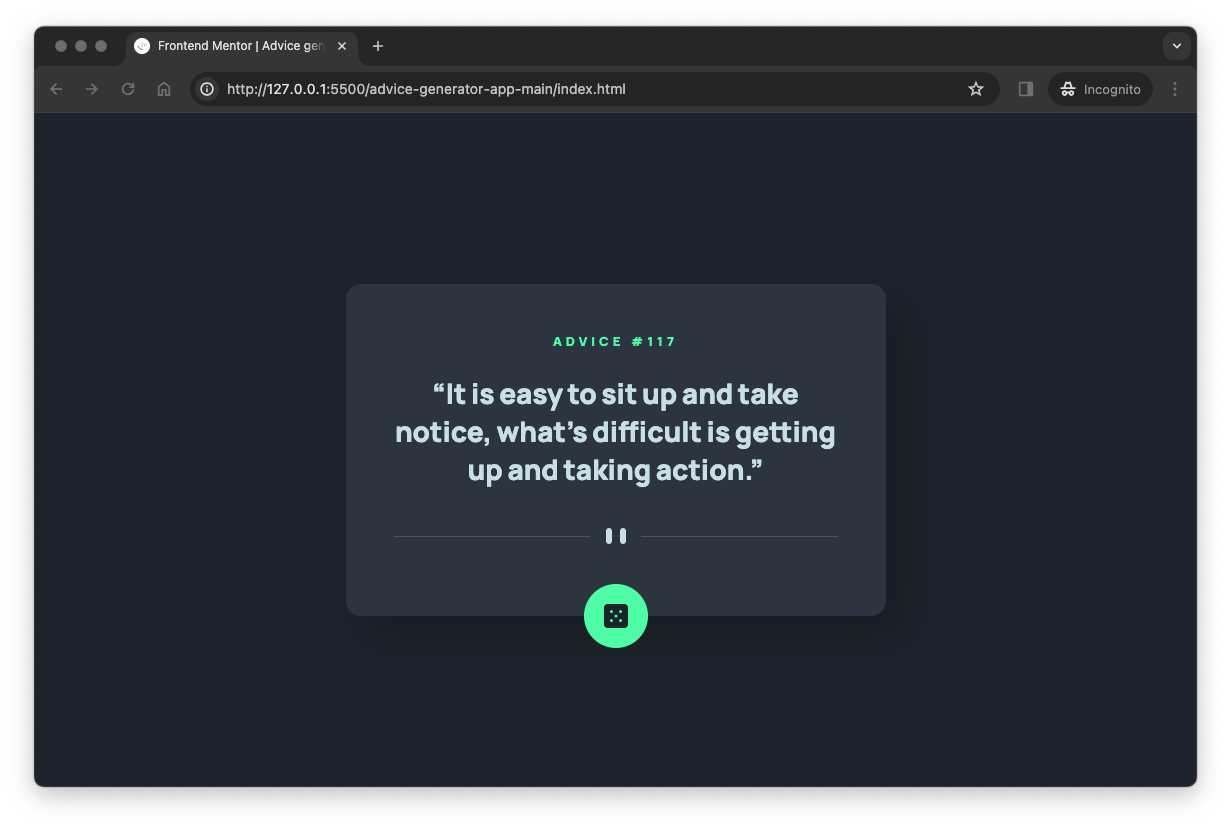 Frontend Mentor | Advice gen
http://127.0.0.1:5500/advice-generator-app-main/index.html
Incognito
ADVICE #117
“It is easy to sit up and take
notice, what’s difficult is getting
up and taking action.”